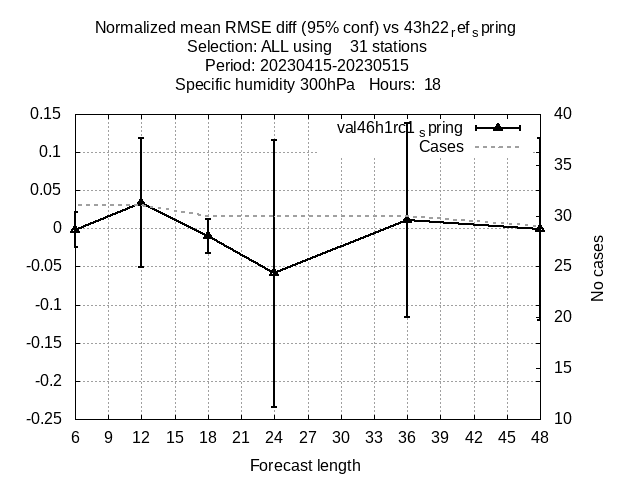 Normalized mean RMSE diff (95% conf) vs 43h22refspring
Selection: ALL using 31 stations
Period: 20230415-20230515
Specific humidity 300hPa Hours: 18
val46h1rc1spring
Cases
0.15
0.1
0.05
0
-0.05
-0.1
-0.15
-0.2
-0.25
40
35
30
25
20
15
10
No cases
6 9 12 15 18 21 24 27 30 33 36 39 42 45 48
Forecast length